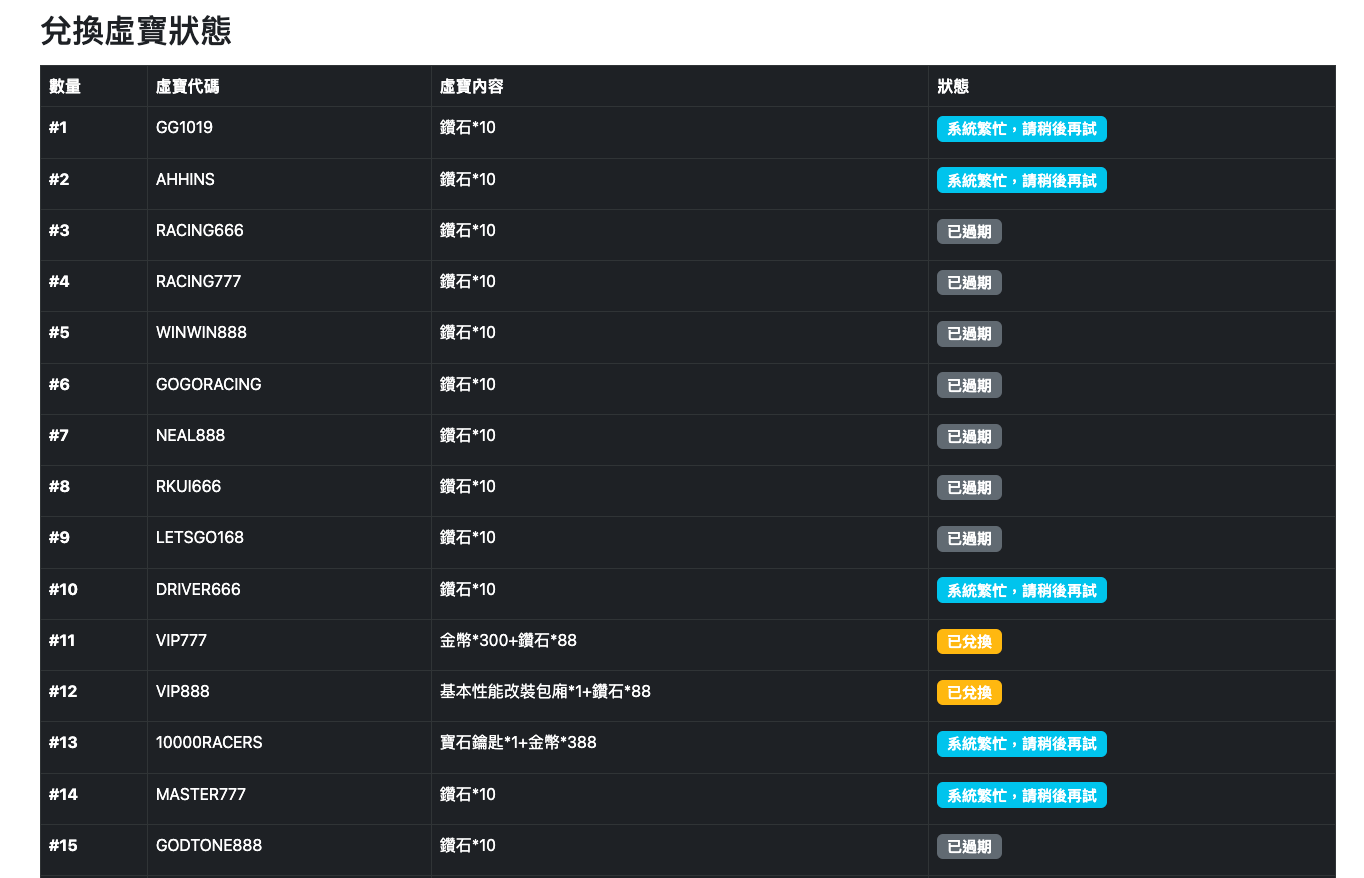 兌換虛寶狀態
數量 虛寶代碼 虛寶內容 狀態
#1 GG1019 鑽石*10 系統繁忙，請稍後再試
#2 AHHINS 鑽石*10 系統繁忙，請稍後再試
#3 RACING666 鑽石*10 已過期
#4 RACING777 鑽石*10 已過期
#5 WINWIN888 鑽石*10 已過期
#6 GOGORACING 鑽石*10 已過期
#7 NEAL888 鑽石*10 已過期
#8 RKUI666 鑽石*10 已過期
#9 LETSGO168 鑽石*10 已過期
#10 DRIVER666 鑽石*10 系統繁忙，請稍後再試
#11 VIP777 金幣*300+鑽石*88 已兌換
#12 VIP888 基本性能改裝包廂*1+鑽石*88 已兌換
#13 10000RACERS 寶石鑰匙*1+金幣*388 系統繁忙，請稍後再試
#14 MASTER777 鑽石*10 系統繁忙，請稍後再試
#15 GODTONE888 鑽石*10 已過期